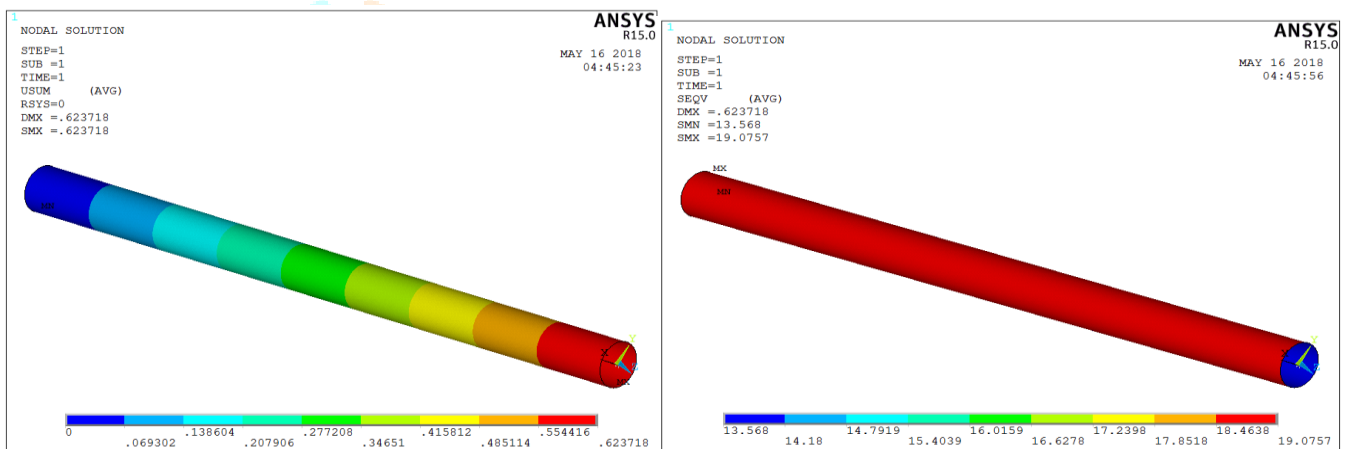 1
ANSYS
R15.0
NODAL SOLUTION
MAY 16 2018
04:45:23
STEP=1
SUB =1
TIME=1
USUM (AVG)
RSYS=0
DMX =.623718
SMX =.623718
MN
Y
X
Z
MX
0 .138604 .277208 .415812 .554416
.069302 .207906 .34651 .485114 .623718
1
ANSYS
R15.0
NODAL SOLUTION
MAY 16 2018
04:45:56
STEP=1
SUB =1
TIME=1
SEQV (AVG)
DMX =.623718
SMN =13.568
SMX =19.0757
MX
MN
Y
X
Z
13.568 14.7919 16.0159 17.2398 18.4638
14.18 15.4039 16.6278 17.8518 19.0757